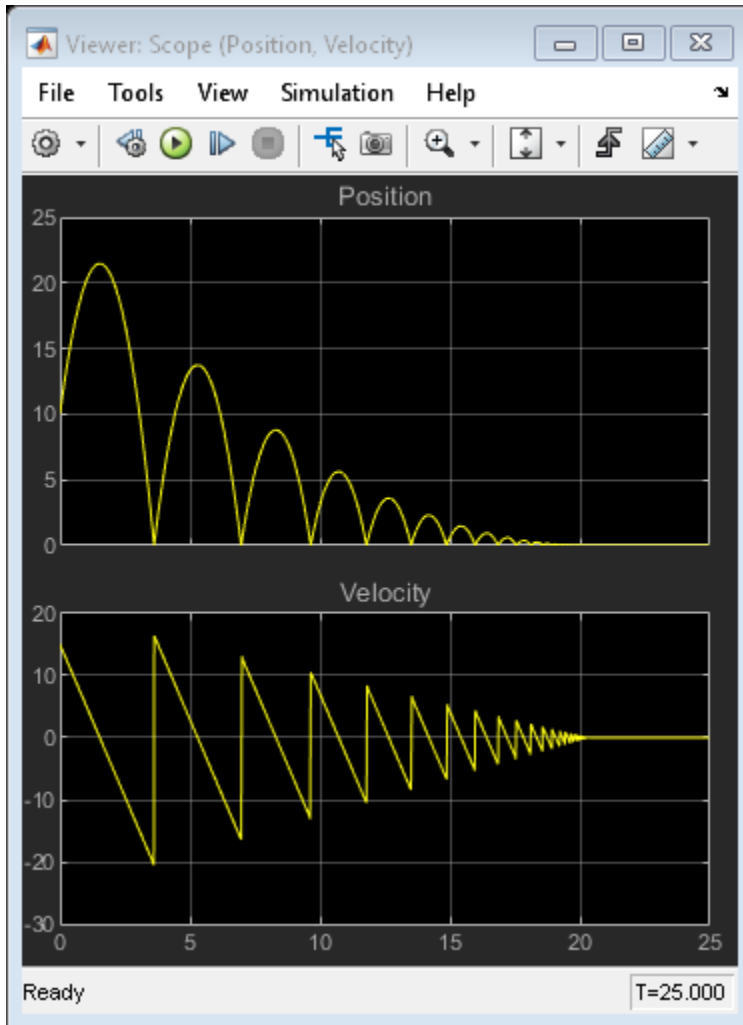 Viewer: Scope (Position, Velocity)
File Tools View Simulation Help
Position
25
20
15
10
5
0
Velocity
20
10
0
-10
-20
-30
0 5 10 15 20 25
Ready T=25.000